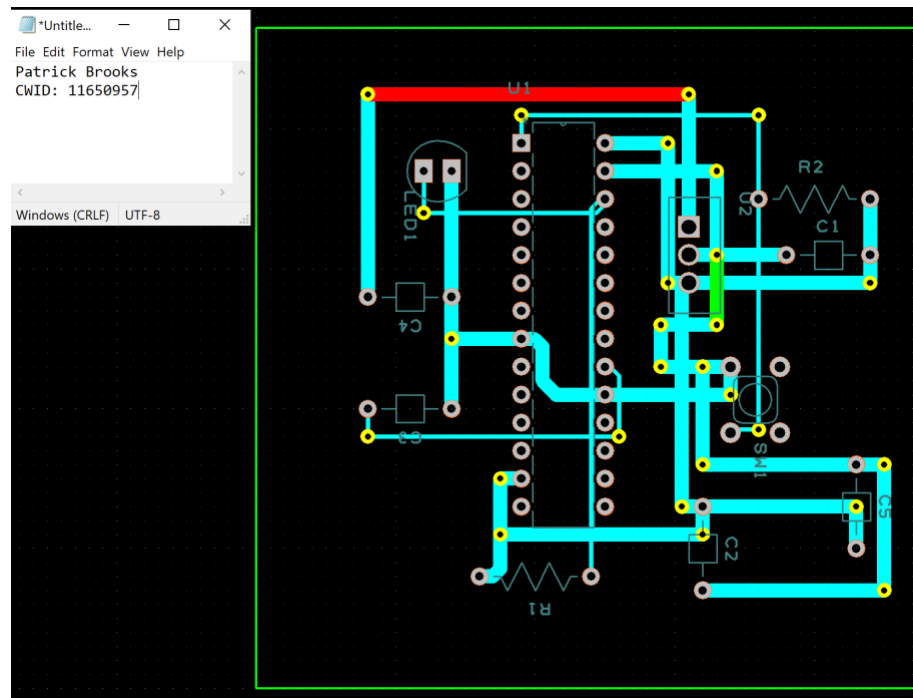 *Untitle...
File Edit Format View Help
Patrick Brooks
CWID: 11650957
Windows (CRLF) UTF-8
U1
LED1
R2
U2
C1
C4
C3
SW1
C5
C2
R1